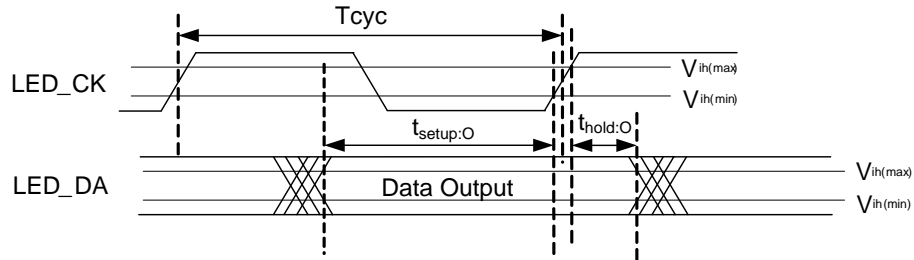 Tcyc
LED_CK
Vih(max)
Vih(min)
tsetup:O
thold:O
LED_DA
Data Output
Vih(max)
Vih(min)